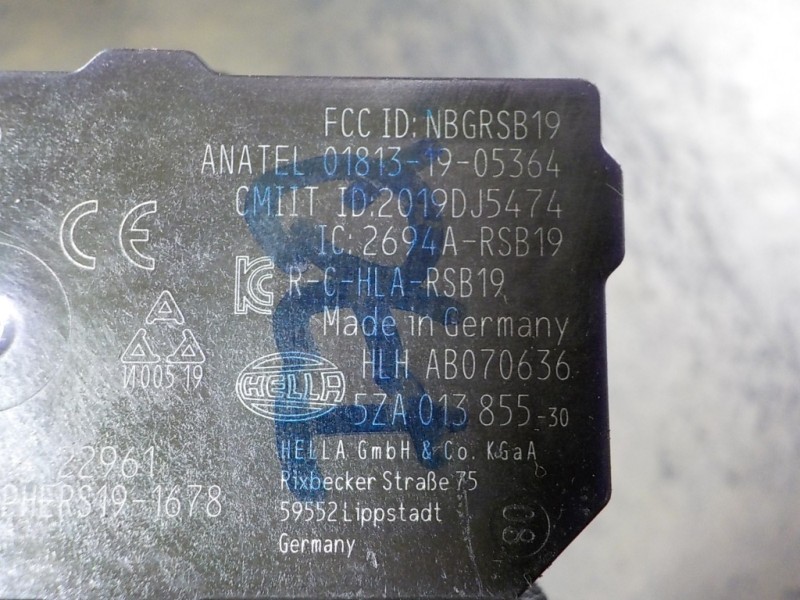 FCC ID: NBGRSB19
ANATEL 01813-19-05364
CMIIT ID:2019DJ5474
CE
IC:2694A-RSB19
R-C-HLA-RSB19
Made in Germany
И005 19
HLH AB070636
HELLA
5ZA 013 855-30
22961
HELLA GmbH & Co. KGaA
PHERS19-1678
Rixbecker Straße 75
59552 Lippstadt
Germany
80